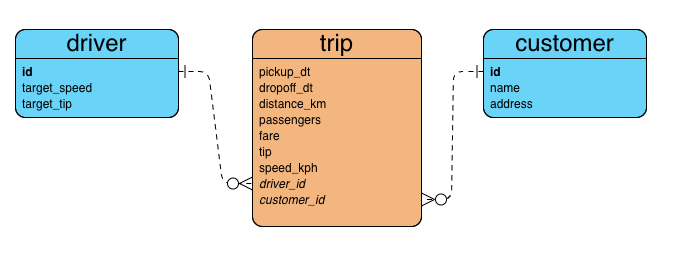 driver
id
target_speed
target_tip
trip
pickup_dt
dropoff_dt
distance_km
passengers
fare
tip
speed_kph
driver_id
customer_id
customer
id
name
address